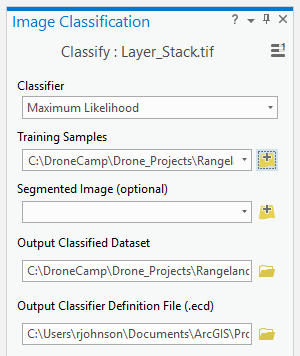 Image Classification
Classify : Layer_Stack.tif
Classifier
Maximum Likelihood
Training Samples
C:\DroneCamp\Drone_Projects\Rangel
Segmented Image (optional)
Output Classified Dataset
C:\DroneCamp\Drone_Projects\Rangelanc
Output Classifier Definition File (.ecd)
C:\Users\rjohnson\Documents\ArcGIS\Pro